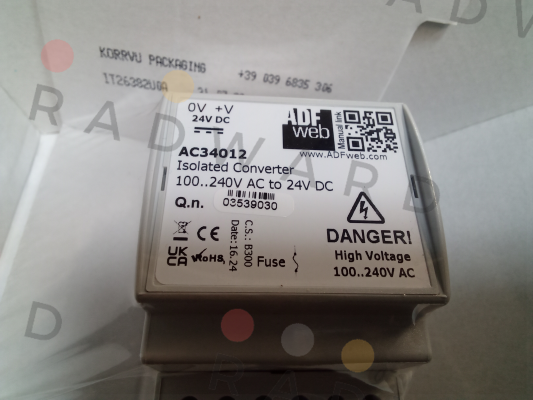 KORRVU PACKAGING
+39 039 6835 306
IT26382U0A
RADWARD
0V +V
24V DC
ADF
web
Manual link
www.ADFweb.com
AC34012
Isolated Converter
100..240V AC to 24V DC
Q.n. 03539030
C.S.: B300
Date: 16.24
CE
UK
CA
RoHS
Fuse
DANGER!
High Voltage
100..240V AC